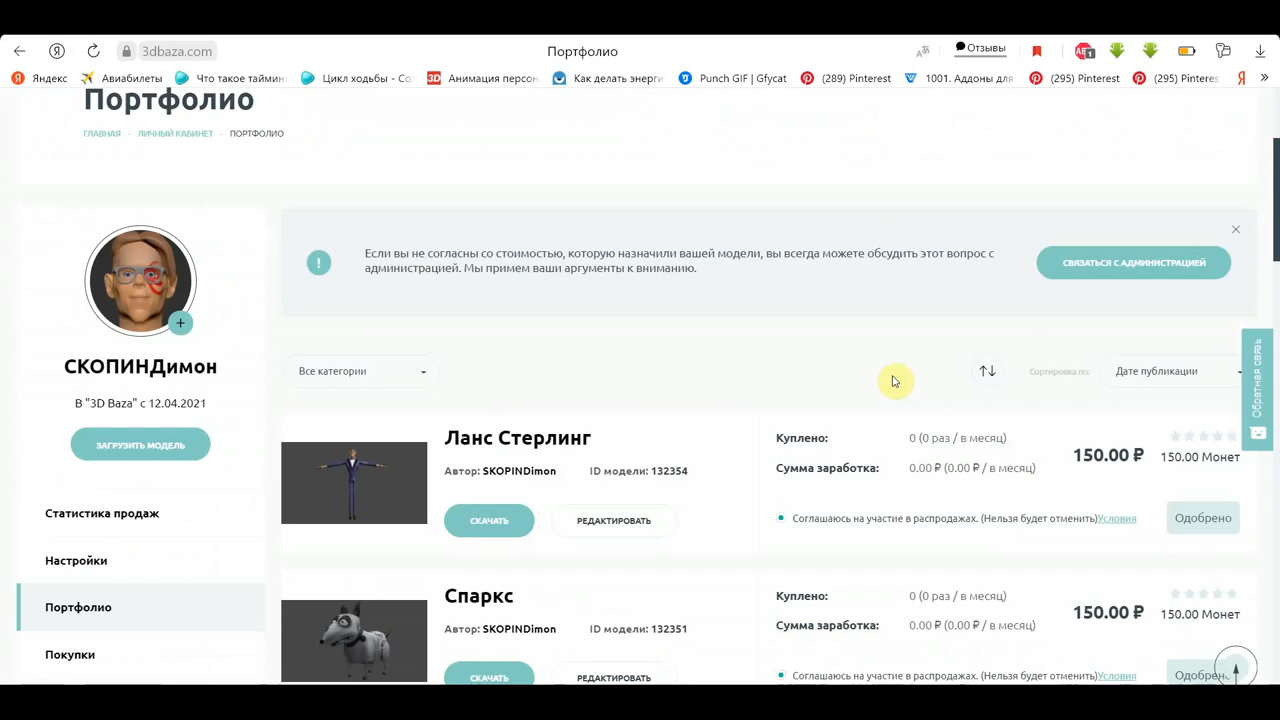 3dbaza.com
Портфолио
Отзывы
Яндекс
Авиабилеты
Что такое таймин
Цикл ходьбы - Со
3D Анимация персон
Как делать энерги
Punch GIF | Gfycat
(289) Pinterest
1001. Аддоны для
(295) Pinterest
(295) Pinteres
Портфолио
ГЛАВНАЯ - ЛИЧНЫЙ КАБИНЕТ - ПОРТФОЛИО
Если вы не согласны со стоимостью, которую назначили вашей модели, вы всегда можете обсудить этот вопрос с
администрацией. Мы примем ваши аргументы к вниманию.
СВЯЗАТЬСЯ С АДМИНИСТРАЦИЕЙ
СКОПИНДимон
В "3D Baza" с 12.04.2021
ЗАГРУЗИТЬ МОДЕЛЬ
Статистика продаж
Настройки
Портфолио
Покупки
Все категории
Сортировка по:
Дате публикации
Обратная связь
Ланс Стерлинг
Автор: SKOPINDimon
ID модели: 132354
СКАЧАТЬ
РЕДАКТИРОВАТЬ
Куплено: 0 (0 раз / в месяц)
Сумма заработка: 0.00 ₽ (0.00 ₽ / в месяц)
150.00 ₽
150.00 Монет
Соглашаюсь на участие в распродажах. (Нельзя будет отменить)Условия
Одобрено
Спаркс
Автор: SKOPINDimon
ID модели: 132351
СКАЧАТЬ
РЕДАКТИРОВАТЬ
Куплено: 0 (0 раз / в месяц)
Сумма заработка: 0.00 ₽ (0.00 ₽ / в месяц)
150.00 ₽
150.00 Монет
Соглашаюсь на участие в распродажах. (Нельзя будет отменить)Условия
Одобрено